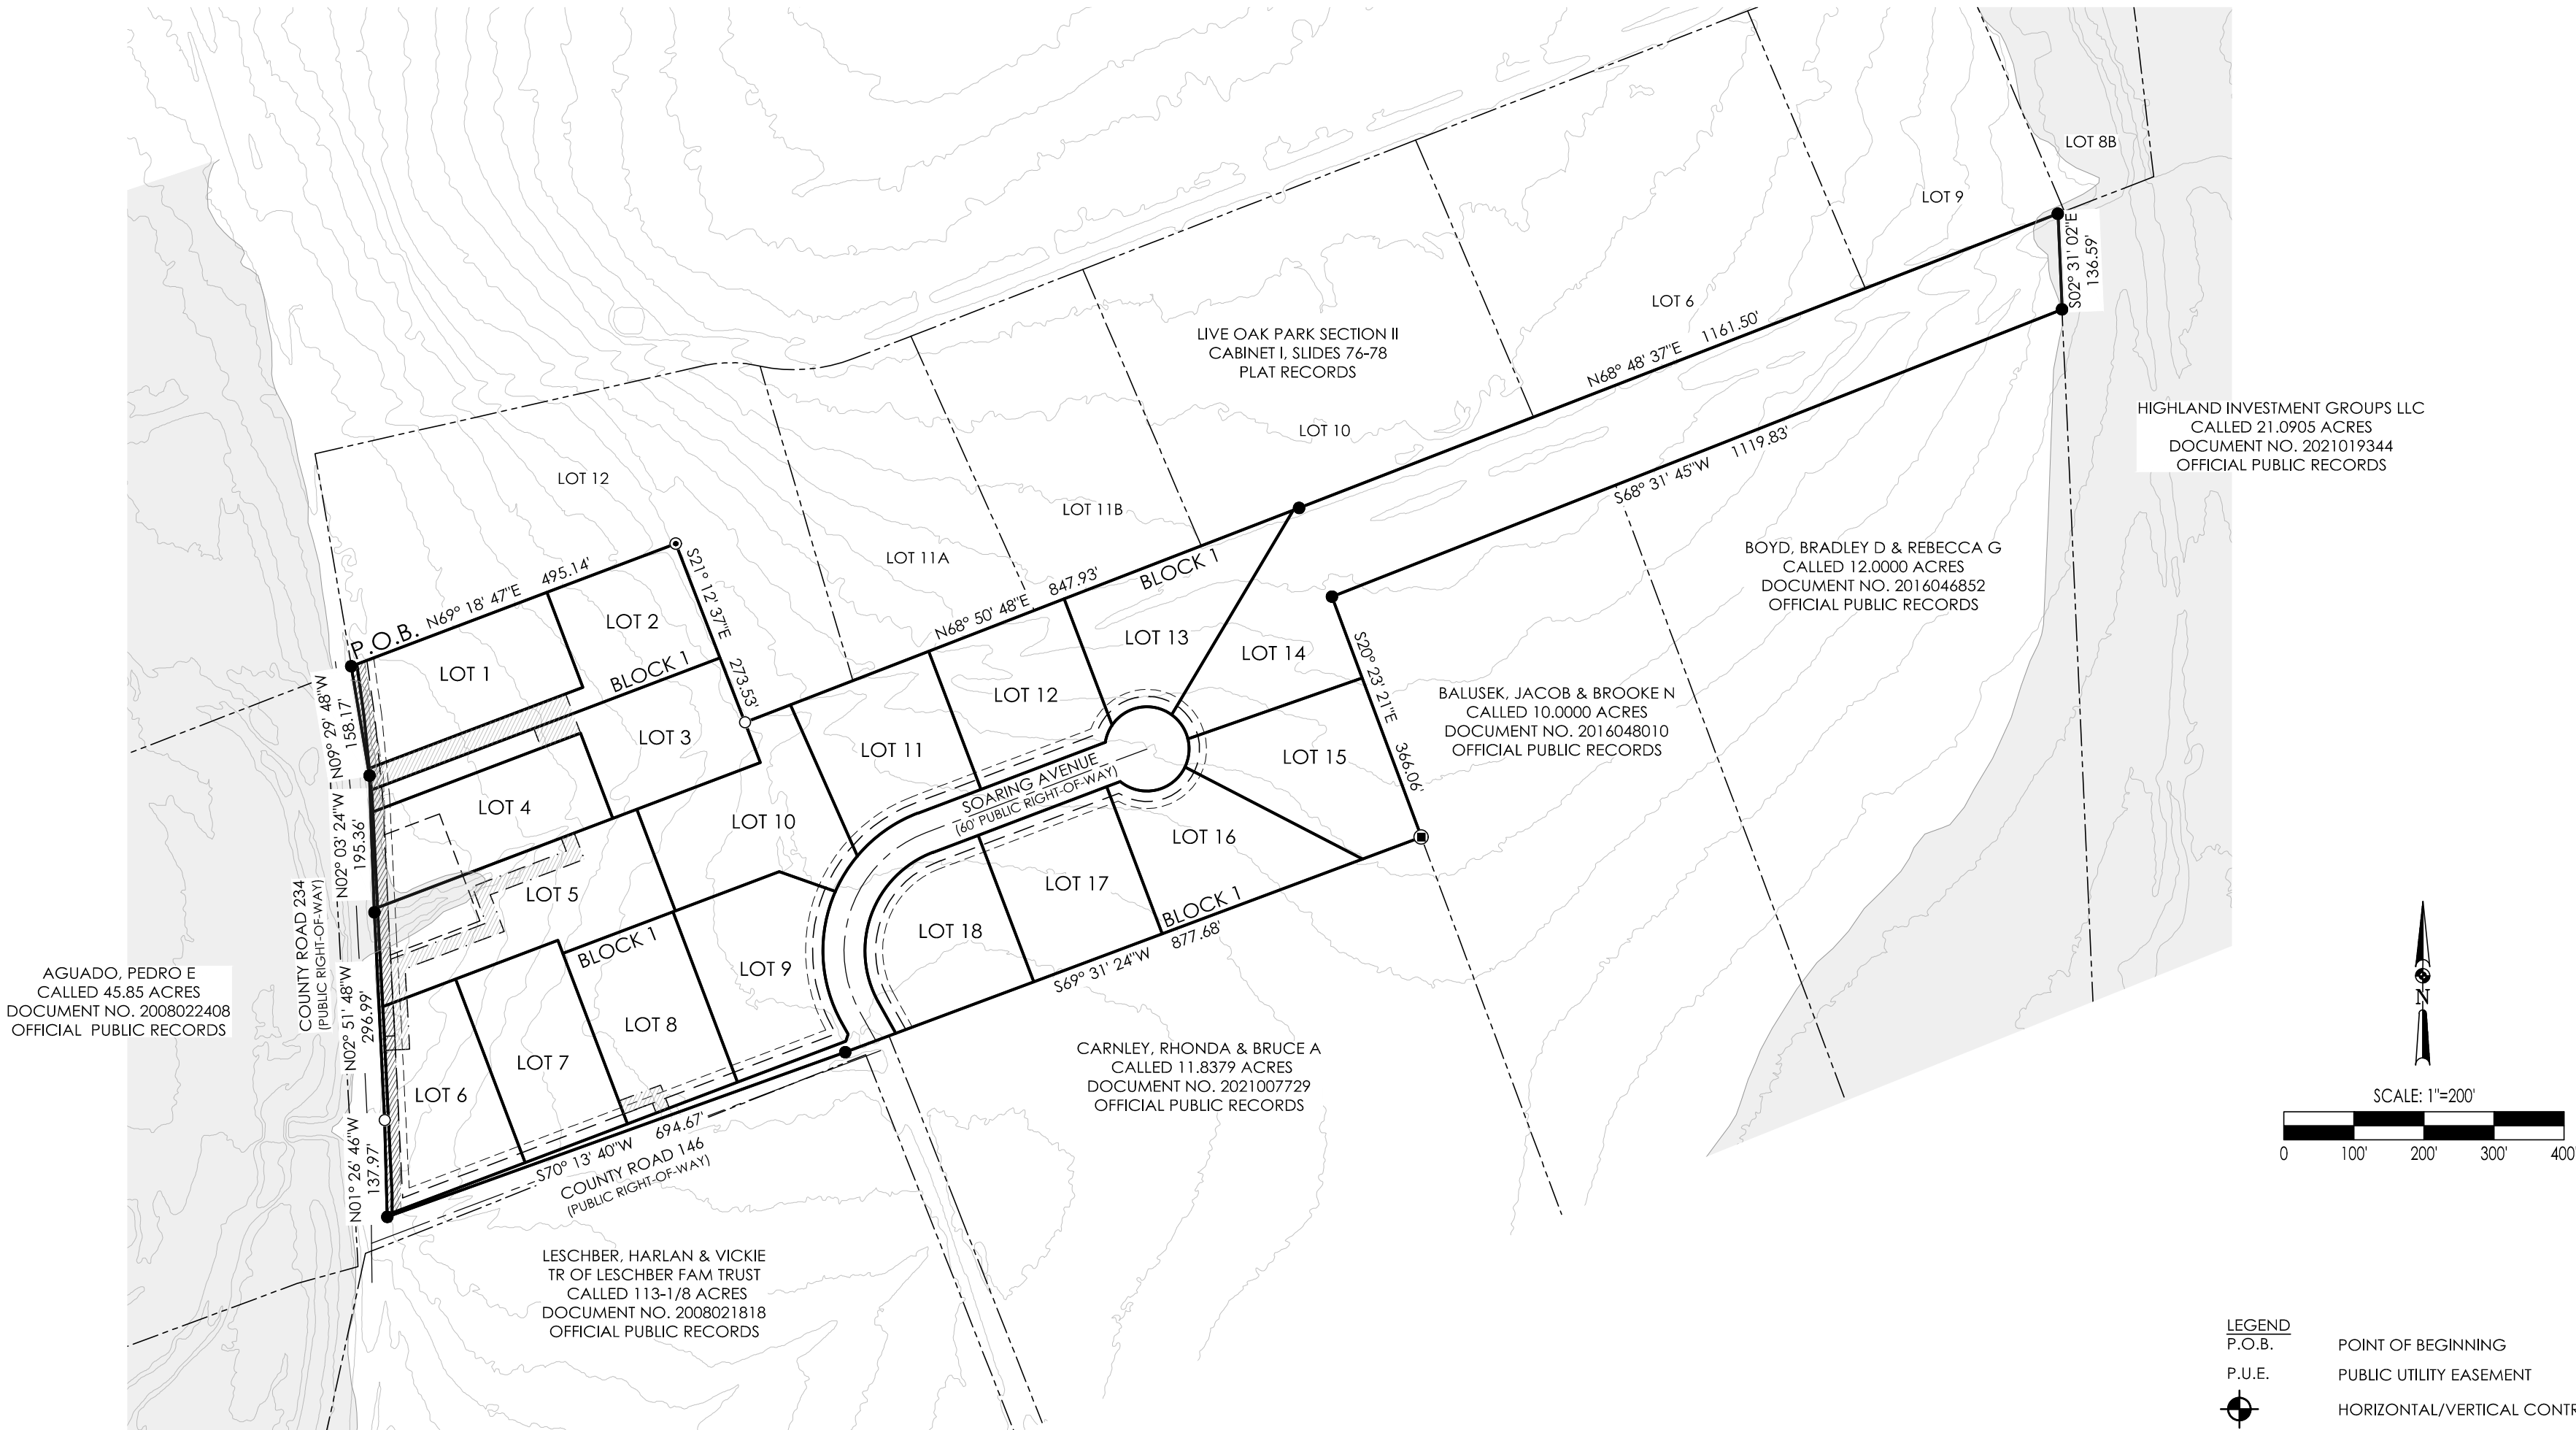 LOT 8B
LOT 9
S02° 31' 02"E
136.59'
LOT 6
LIVE OAK PARK SECTION II
CABINET I, SLIDES 76-78
PLAT RECORDS
N68° 48' 37"E 1161.50'
LOT 10
S68° 31' 45"W 1119.83'
HIGHLAND INVESTMENT GROUPS LLC
CALLED 21.0905 ACRES
DOCUMENT NO. 2021019344
OFFICIAL PUBLIC RECORDS
LOT 12
LOT 11B
LOT 11A
BOYD, BRADLEY D & REBECCA G
CALLED 12.0000 ACRES
DOCUMENT NO. 2016046852
OFFICIAL PUBLIC RECORDS
P.O.B.
N69° 18' 47"E 495.14'
S21° 12' 37"E 273.53'
N68° 50' 48"E 847.93'
BLOCK 1
LOT 1
LOT 2
BLOCK 1
LOT 3
LOT 4
LOT 5
LOT 10
LOT 11
LOT 12
LOT 13
LOT 14
LOT 15
LOT 16
LOT 17
LOT 18
S20° 23' 21"E 366.06'
BALUSEK, JACOB & BROOKE N
CALLED 10.0000 ACRES
DOCUMENT NO. 2016048010
OFFICIAL PUBLIC RECORDS
SOARING AVENUE
(60' PUBLIC RIGHT-OF-WAY)
N09° 29' 48"W
158.17'
N02° 03' 24"W
195.36'
COUNTY ROAD 234
(PUBLIC RIGHT-OF-WAY)
N02° 51' 48"W
296.99'
N01° 26' 46"W
137.97'
AGUADO, PEDRO E
CALLED 45.85 ACRES
DOCUMENT NO. 2008022408
OFFICIAL PUBLIC RECORDS
BLOCK 1
LOT 6
LOT 7
LOT 8
LOT 9
BLOCK 1
S69° 31' 24"W 877.68'
S70° 13' 40"W 694.67'
COUNTY ROAD 146
(PUBLIC RIGHT-OF-WAY)
CARNLEY, RHONDA & BRUCE A
CALLED 11.8379 ACRES
DOCUMENT NO. 2021007729
OFFICIAL PUBLIC RECORDS
LESCHBER, HARLAN & VICKIE
TR OF LESCHBER FAM TRUST
CALLED 113-1/8 ACRES
DOCUMENT NO. 2008021818
OFFICIAL PUBLIC RECORDS
N
SCALE: 1"=200'
0 100' 200' 300' 400
LEGEND
P.O.B. POINT OF BEGINNING
P.U.E. PUBLIC UTILITY EASEMENT
HORIZONTAL/VERTICAL